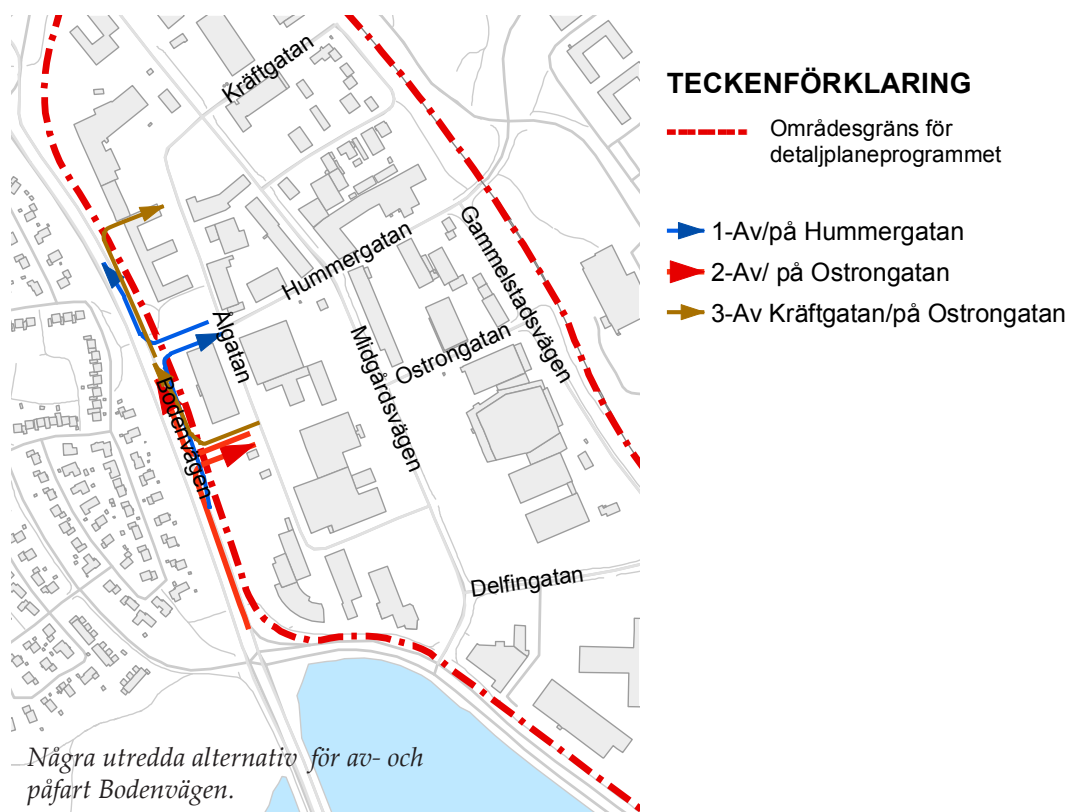 Kräftgatan
Hummergatan
Gammelstadsvägen
Ålgatan
Ostrongatan
Midgårdsvägen
Bodenvägen
Delfingatan
Några utredda alternativ för av- och
påfart Bodenvägen.
TECKENFÖRKLARING
Områdesgräns för
detaljplaneprogrammet
1-Av/på Hummergatan
2-Av/ på Ostrongatan
3-Av Kräftgatan/på Ostrongatan